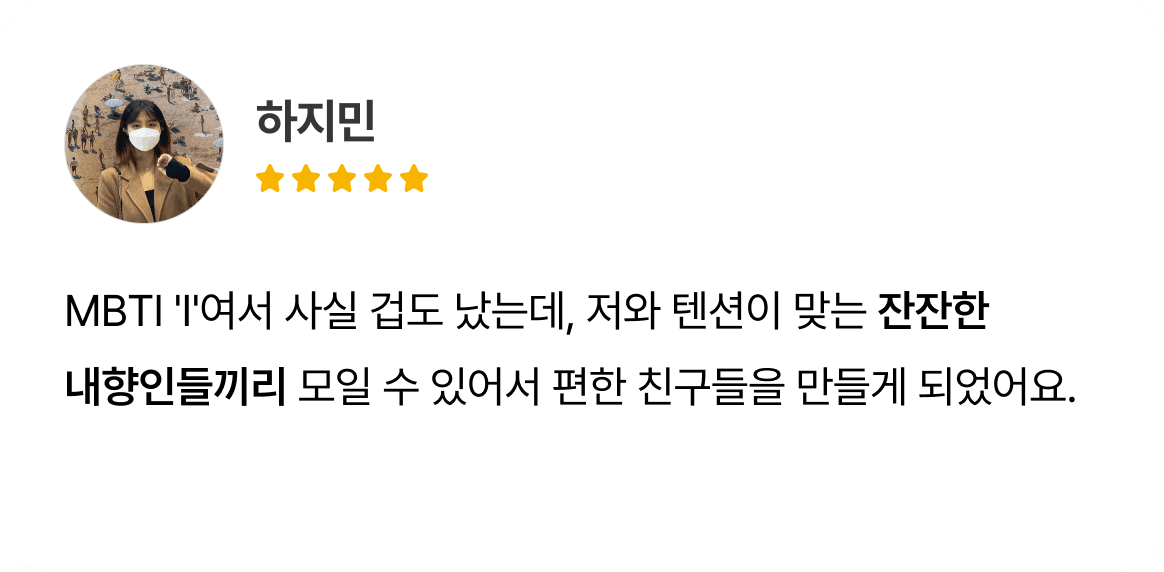 하지민
MBTI 'I'여서 사실 겁도 났는데, 저와 텐션이 맞는 잔잔한
내향인들끼리 모일 수 있어서 편한 친구들을 만들게 되었어요.